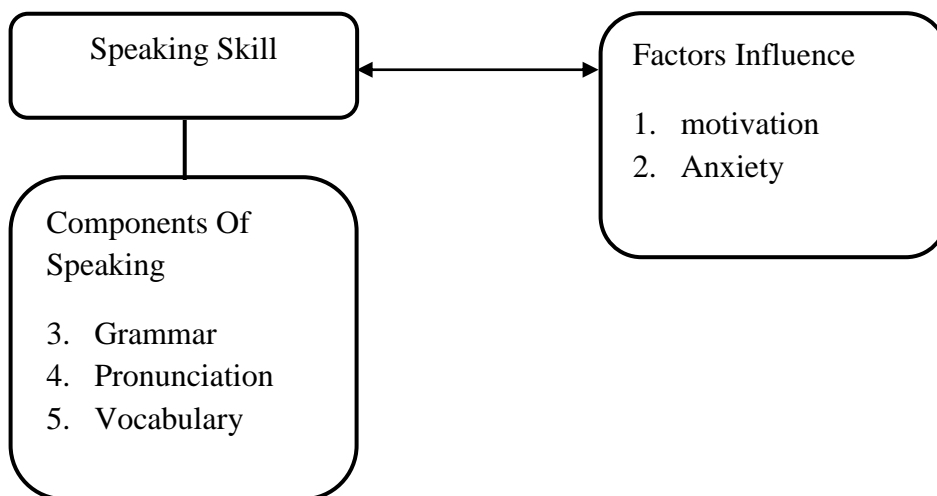 Speaking Skill
Factors Influence
1. motivation
2. Anxiety
Components Of
Speaking
3. Grammar
4. Pronunciation
5. Vocabulary